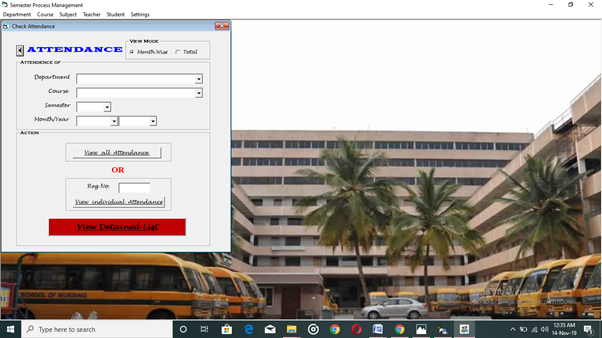 Semester Process Management
Department Course Subject Teacher Student Settings
Check Attendance
ATTENDANCE
View Mode
Month-Wise Total
Attendence of
Department
Course
Semester
Month/Year
Action
View all Attendance
OR
Reg.No.
View individual Attendance
View Detained List
SCHOOL OF NURSING
Type here to search
12:35 AM
14-Nov-19